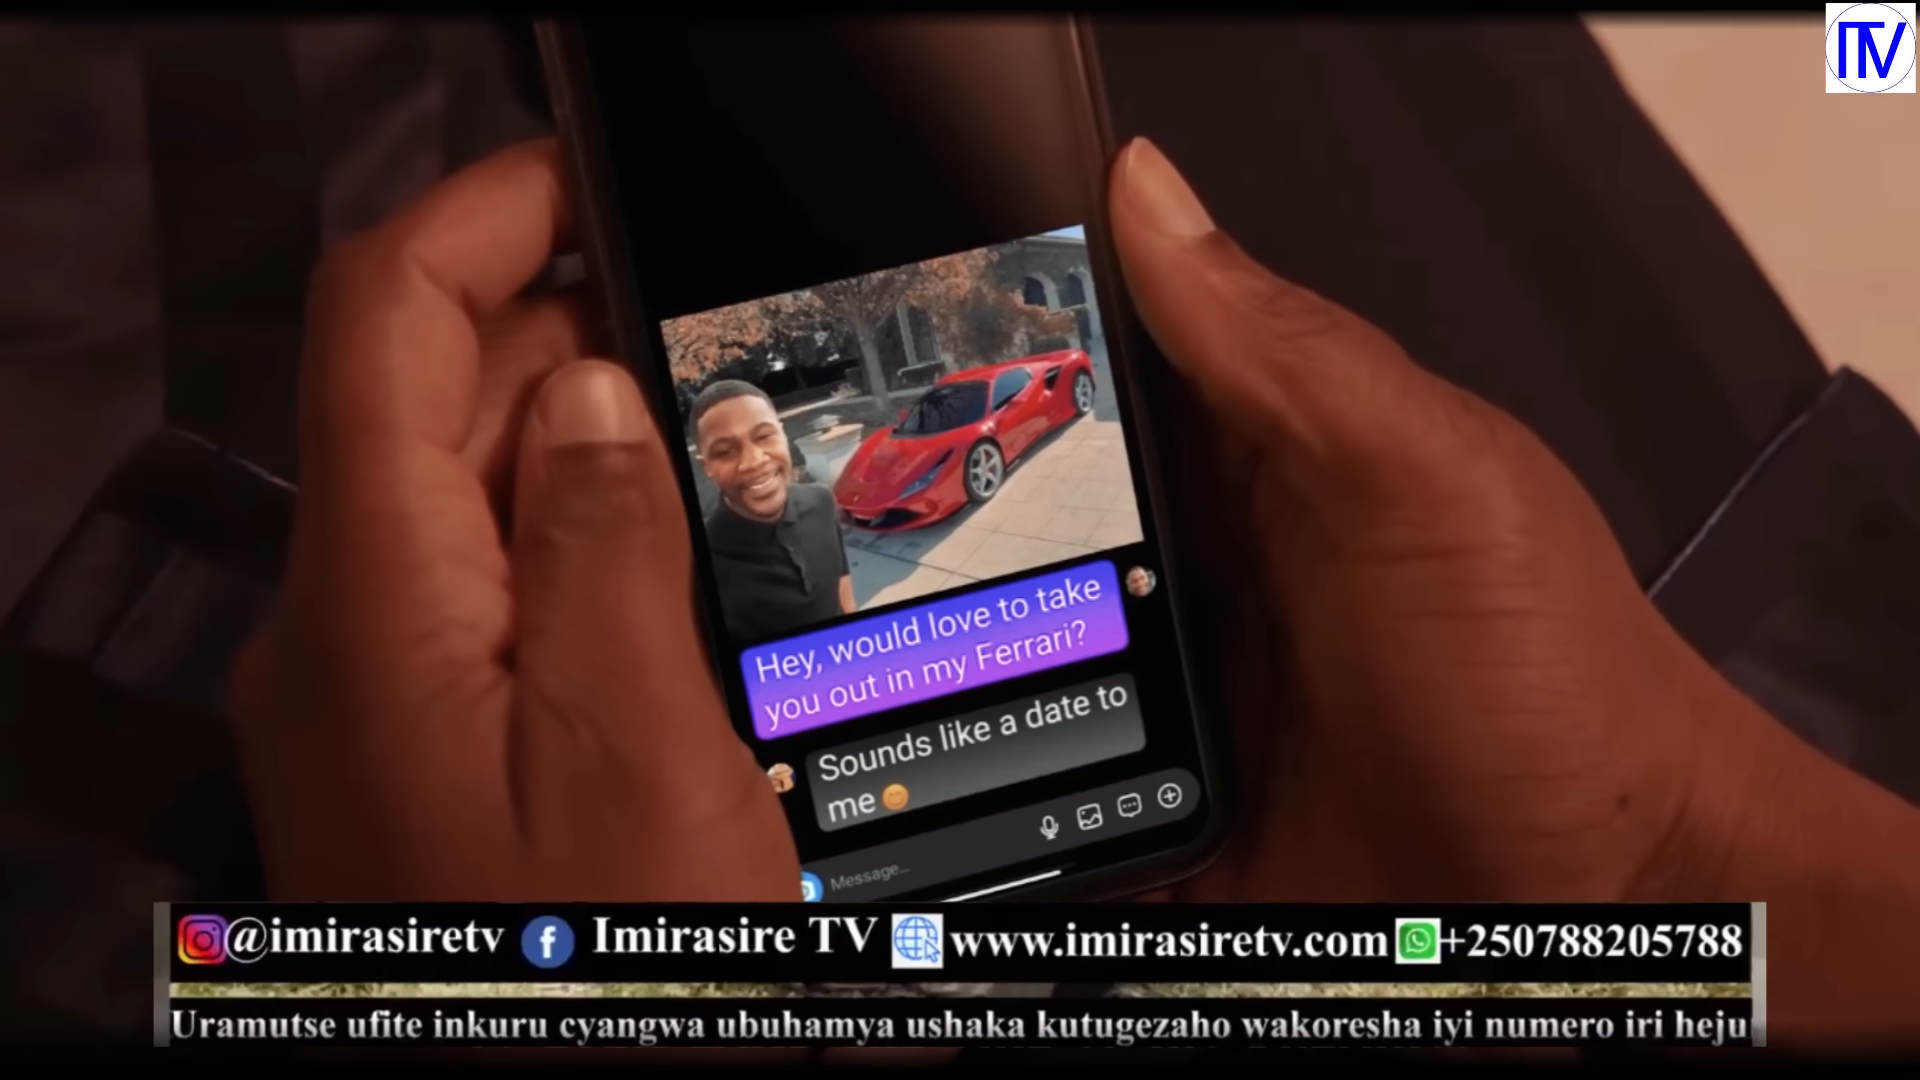 ITV
Hey, would love to take
you out in my Ferrari?
Sounds like a date to
me 😊
Message...
@imirasiretv Imirasire TV www.imirasiretv.com +250788205788
Uramutse ufite inkuru cyangwa ubuhamya ushaka kutugezaho wakoresha iyi numero iri heju